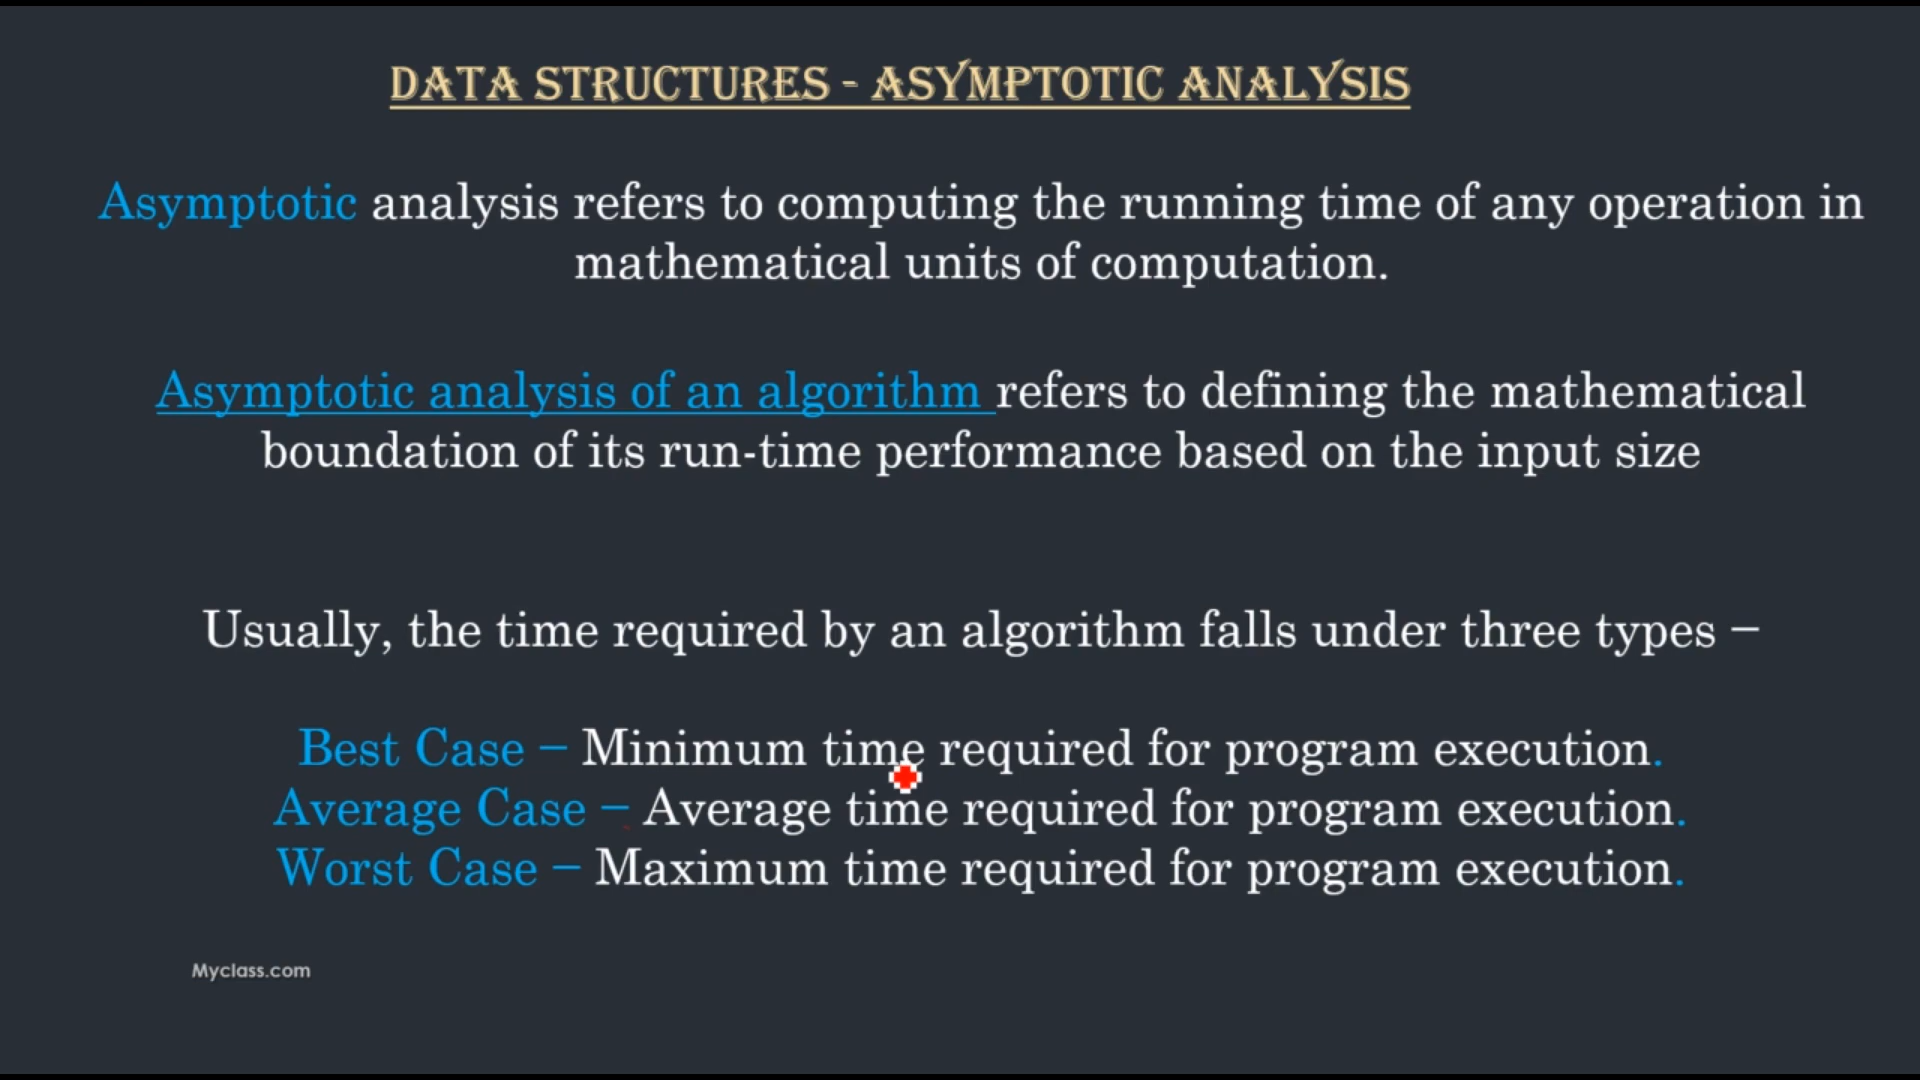 DATA STRUCTURES - ASYMPTOTIC ANALYSIS
Asymptotic analysis refers to computing the running time of any operation in
mathematical units of computation.
Asymptotic analysis of an algorithm refers to defining the mathematical
boundation of its run-time performance based on the input size
Usually, the time required by an algorithm falls under three types −
Best Case − Minimum time required for program execution.
Average Case − Average time required for program execution.
Worst Case − Maximum time required for program execution.
Myclass.com